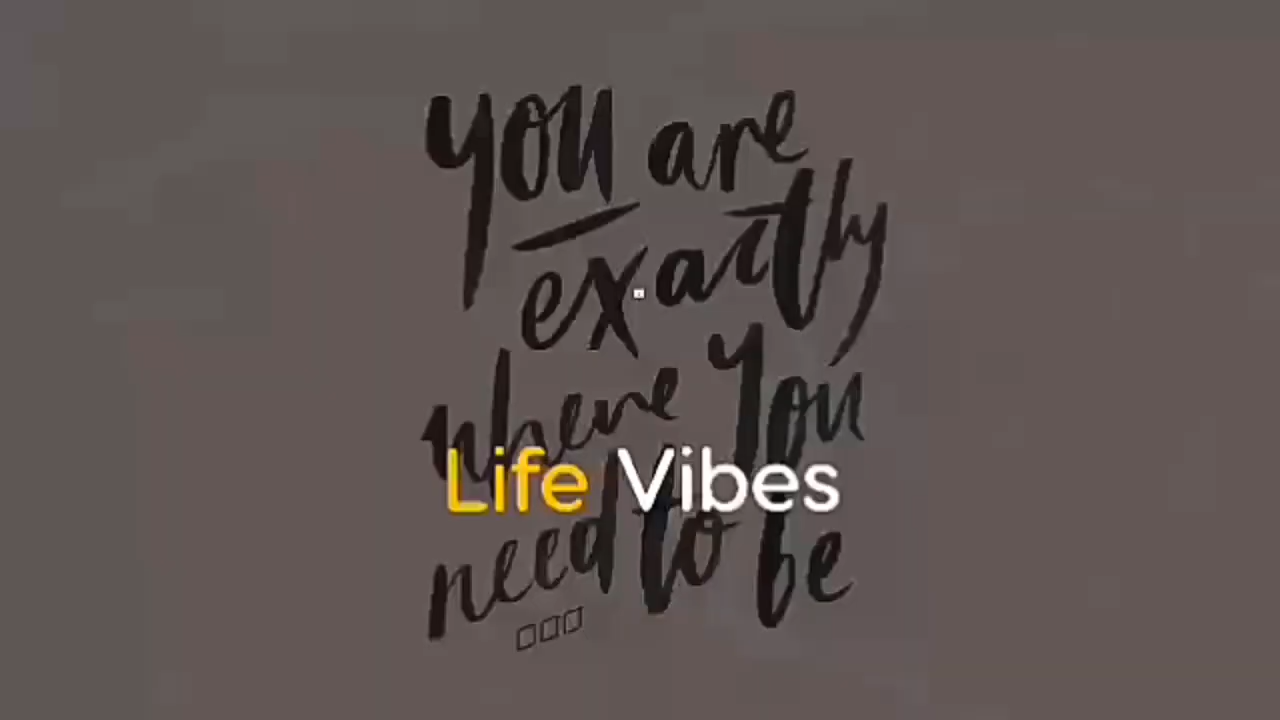 you are
exactly
where you
Life Vibes
need to be